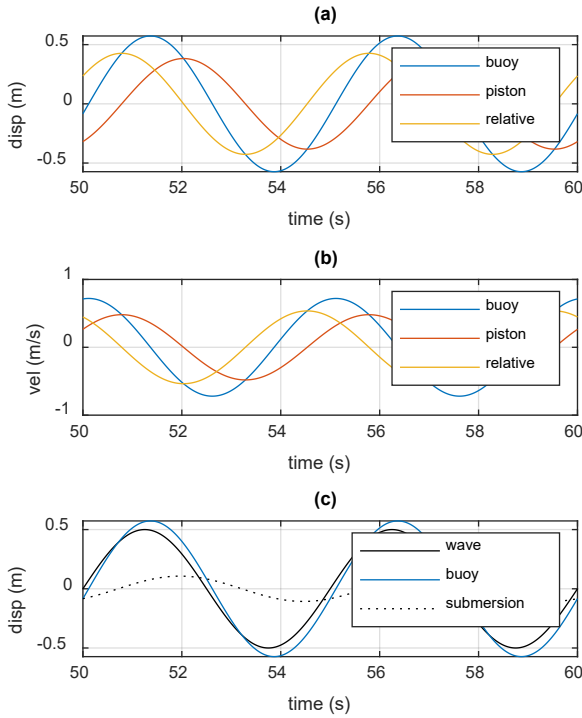 (a)
0.5
0
-0.5
disp (m)
buoy
piston
relative
50 52 54 56 58 60
time (s)
(b)
1
0
-1
vel (m/s)
buoy
piston
relative
50 52 54 56 58 60
time (s)
(c)
0.5
0
-0.5
disp (m)
wave
buoy
submersion
50 52 54 56 58 60
time (s)